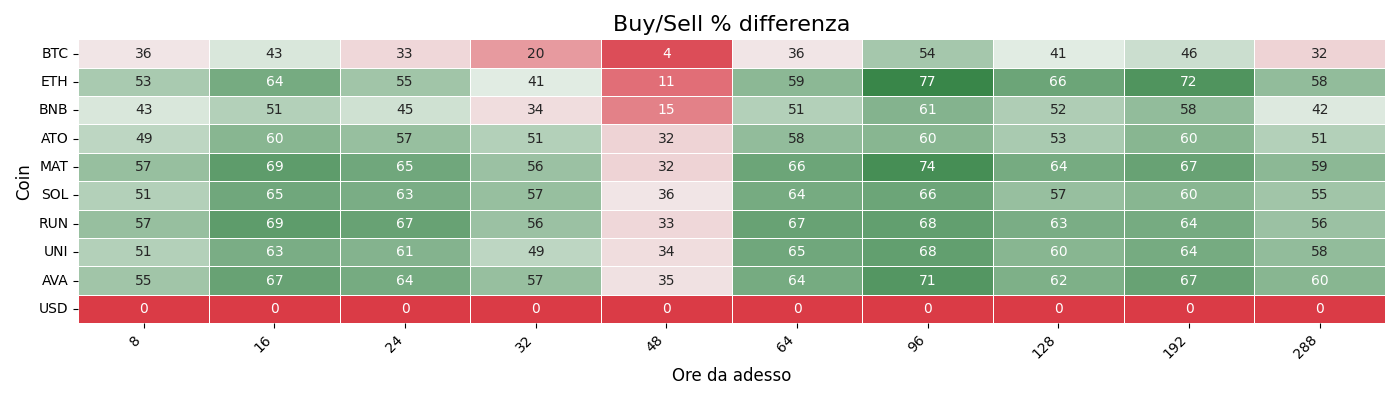 Buy/Sell % differenza
Coin
BTC 36 43 33 20 4 36 54 41 46 32
ETH 53 64 55 41 11 59 77 66 72 58
BNB 43 51 45 34 15 51 61 52 58 42
ATO 49 60 57 51 32 58 60 53 60 51
MAT 57 69 65 56 32 66 74 64 67 59
SOL 51 65 63 57 36 64 66 57 60 55
RUN 57 69 67 56 33 67 68 63 64 56
UNI 51 63 61 49 34 65 68 60 64 58
AVA 55 67 64 57 35 64 71 62 67 60
USD 0 0 0 0 0 0 0 0 0 0
8 16 24 32 48 64 96 128 192 288
Ore da adesso